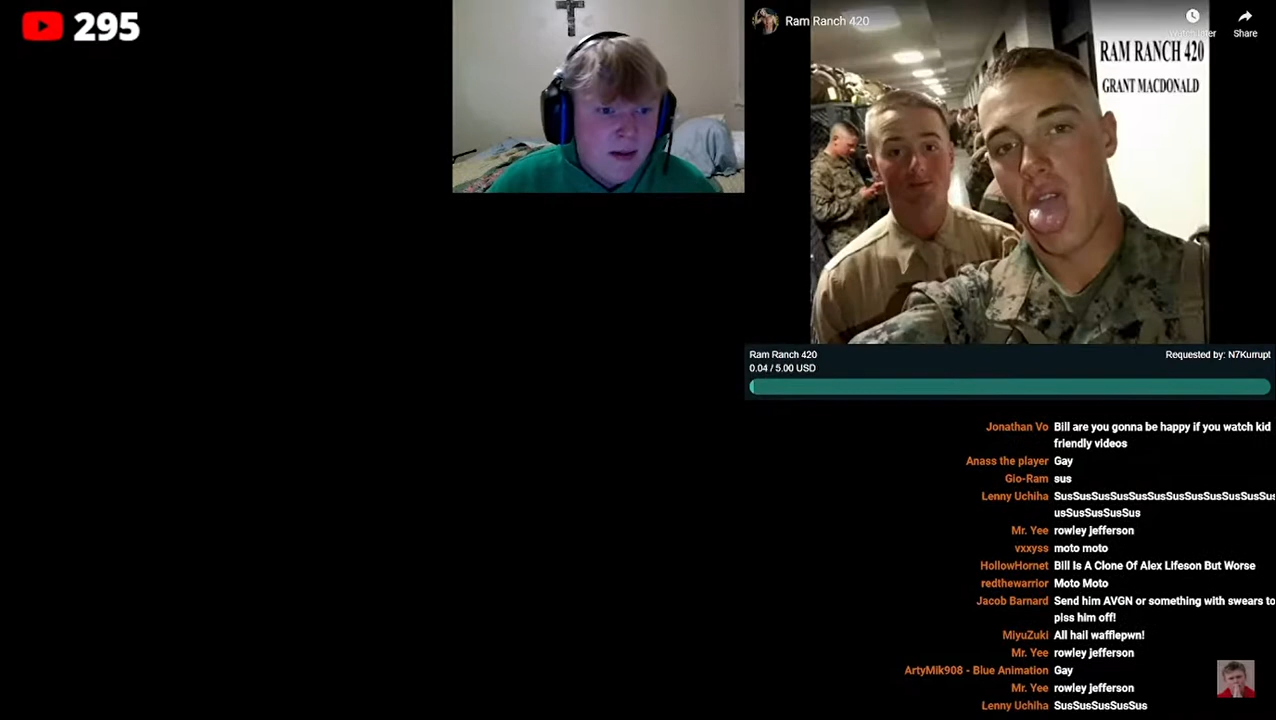 295
Ram Ranch 420
Watch later
Share
RAM RANCH 420
GRANT MACDONALD
Ram Ranch 420
Requested by: N7Kurrupt
0.04 / 5.00 USD
Jonathan Vo Bill are you gonna be happy if you watch kid
friendly videos
Anass the player Gay
Gio-Ram sus
Lenny Uchiha SusSusSusSusSusSusSusSusSusSusSusSus
usSusSusSusSus
Mr. Yee rowley jefferson
vxxyss moto moto
HollowHornet Bill Is A Clone Of Alex Lifeson But Worse
redthewarrior Moto Moto
Jacob Barnard Send him AVGN or something with swears to
piss him off!
MiyuZuki All hail wafflepwn!
Mr. Yee rowley jefferson
ArtyMik908 - Blue Animation Gay
Mr. Yee rowley jefferson
Lenny Uchiha SusSusSusSusSus